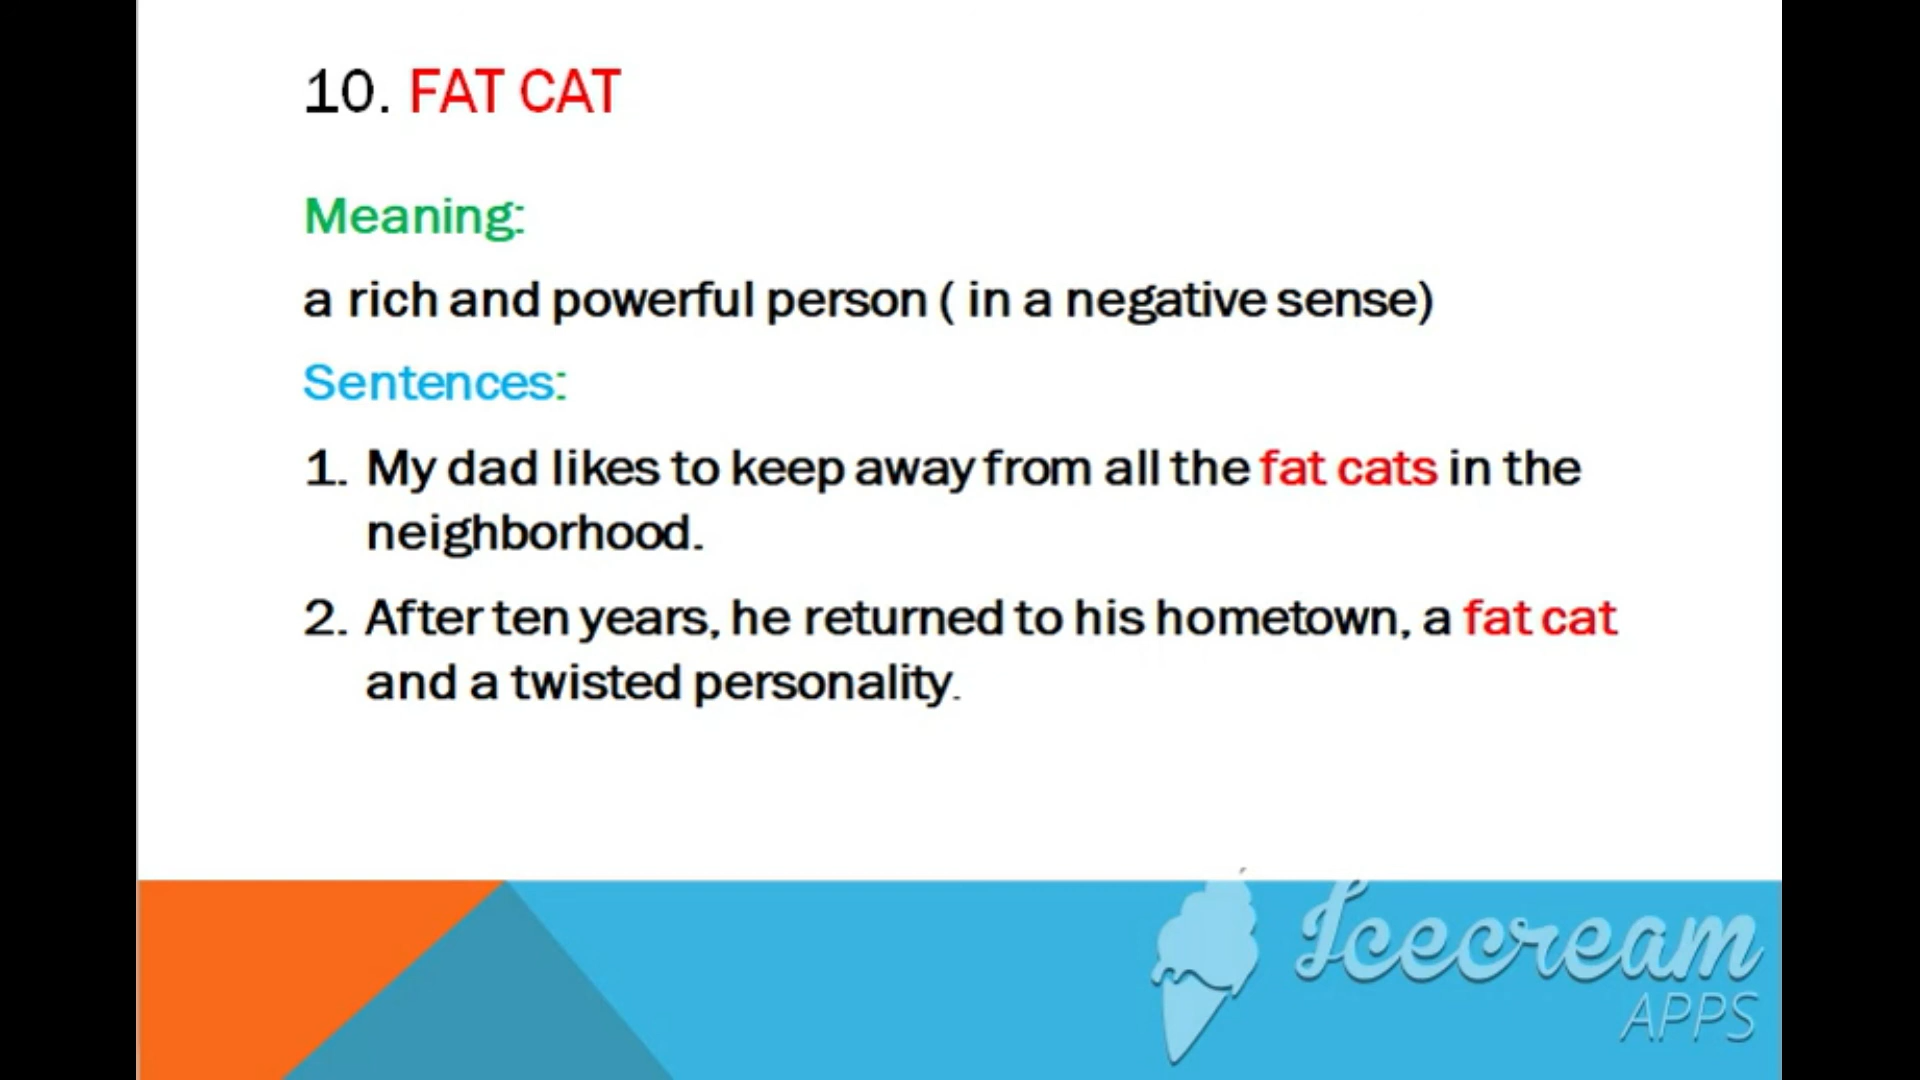 10. FAT CAT
Meaning:
a rich and powerful person ( in a negative sense)
Sentences:
1. My dad likes to keep away from all the fat cats in the
neighborhood.
2. After ten years, he returned to his hometown, a fat cat
and a twisted personality.
Icecream
APPS